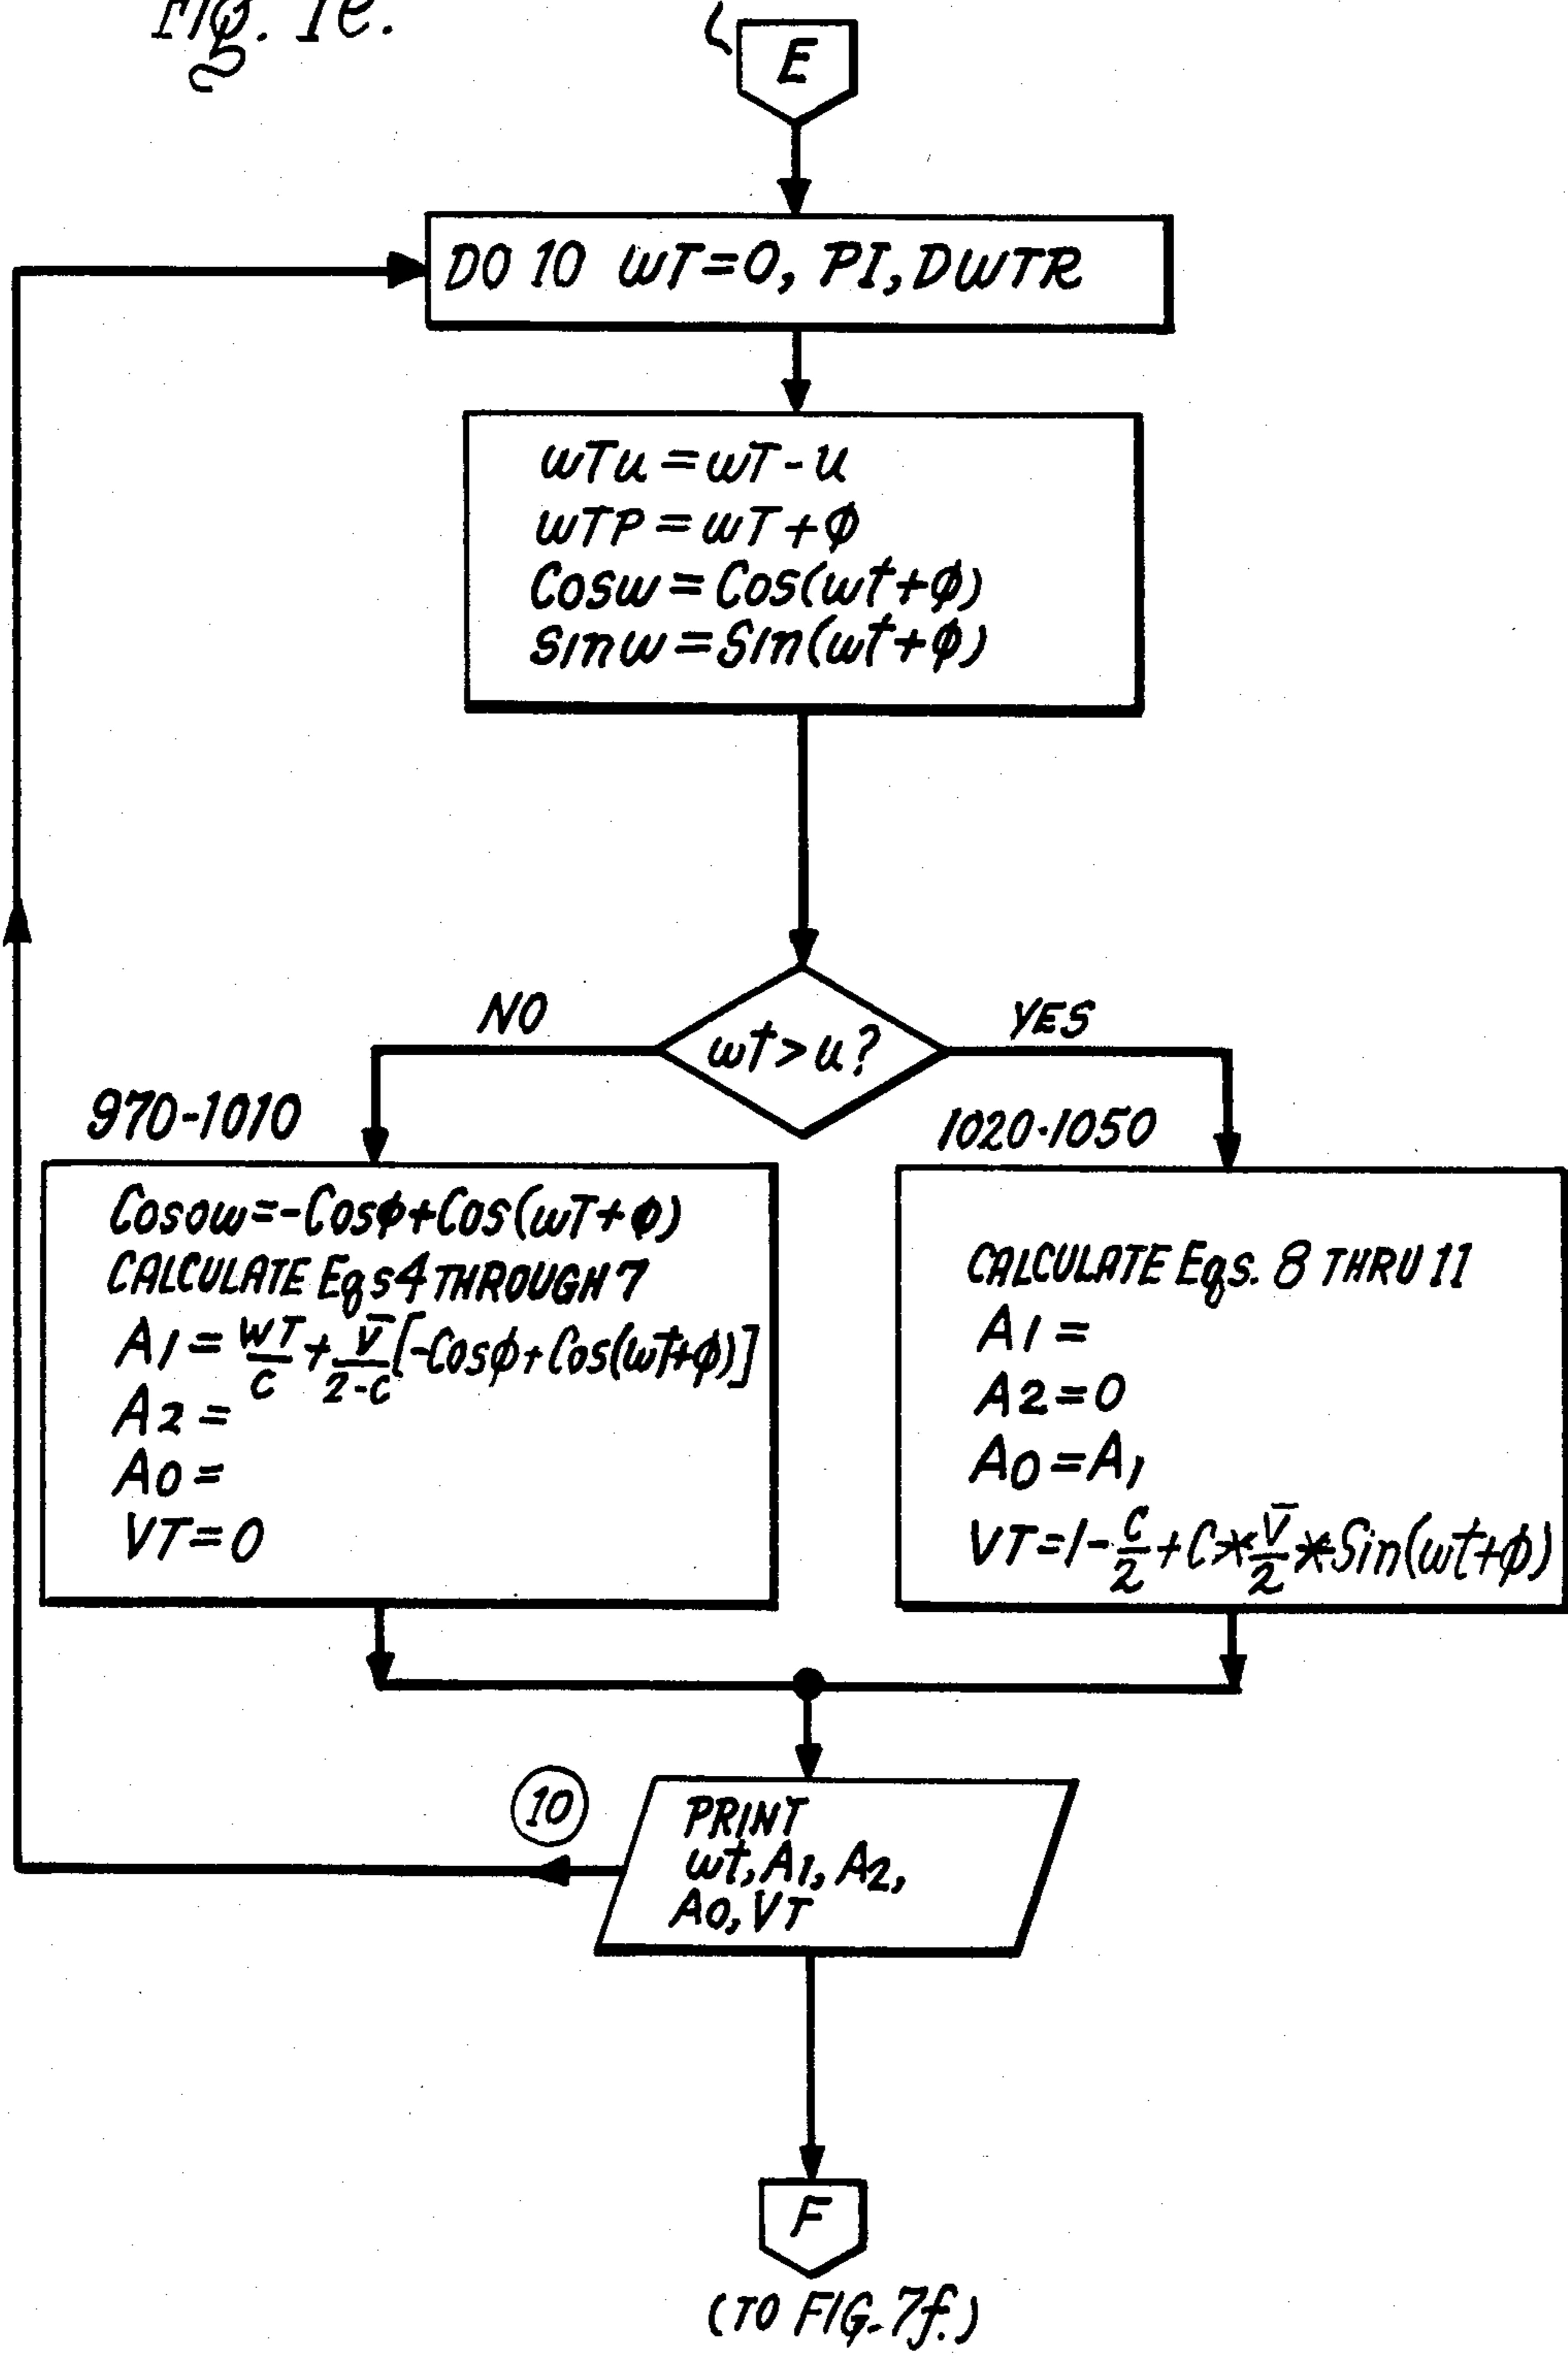 Fig. 7e.
E
DO 10 ωT=0, PI, DWTR
ωTu = ωT - u
ωTP = ωT + φ
Cosω = Cos(ωt+φ)
sinω = Sin(ωt+φ)
ωt > u?
NO
YES
970-1010
1020-1050
Cosow=-Cosφ+Cos(ωT+φ)
CALCULATE Eqs 4 THROUGH 7
A1 = WT/C + V̅/2-C [-Cosφ+Cos(ωt+φ)]
A2 =
A0 =
VT=0
CALCULATE Eqs. 8 THRU 11
A1 =
A2 = 0
A0 = A1
VT=1-C/2+C*V̅/2*Sin(ωt+φ)
10
PRINT
ωt, A1, A2,
A0, VT
F
(TO FIG. 7f.)